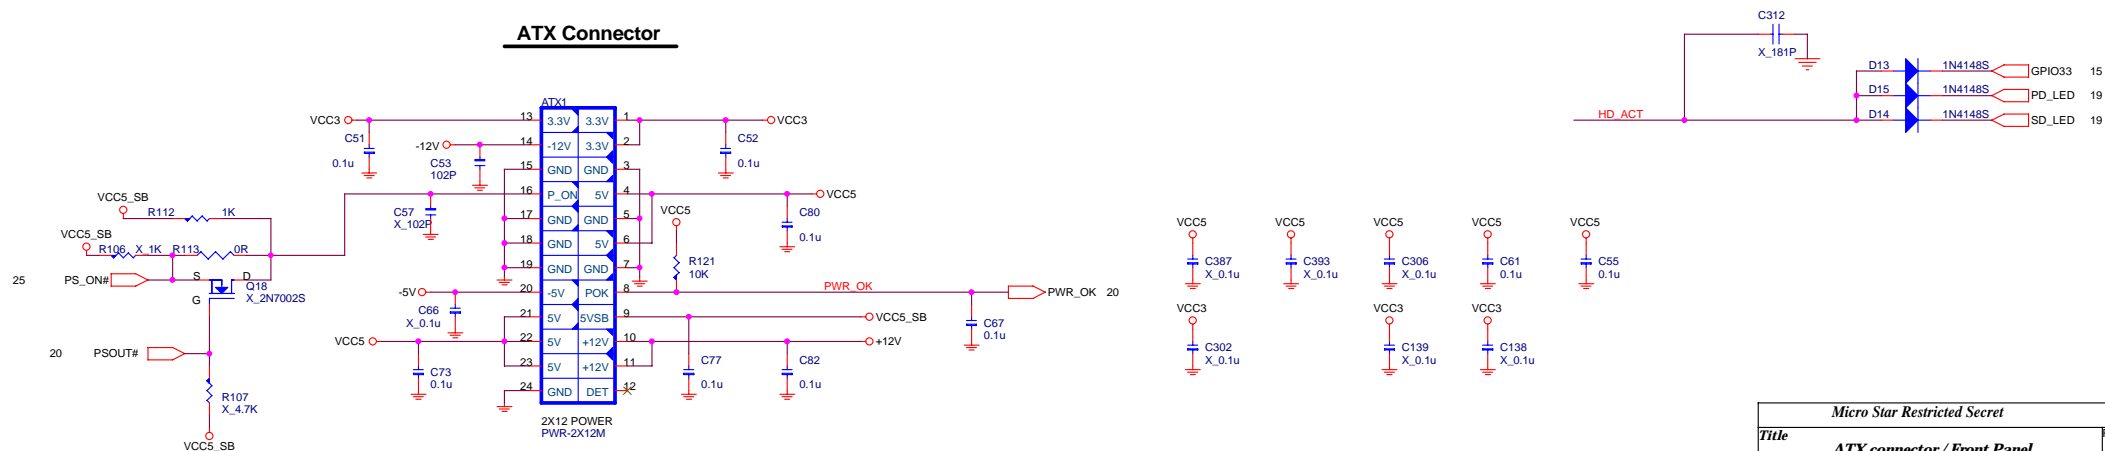 ATX Connector
ATX1
VCC3
C51
0.1u
13
3.3V
3.3V
1
VCC3
C52
0.1u
-12V
C53
102P
14
-12V
3.3V
2
15
GND
GND
3
16
P_ON
5V
4
VCC5
C57
X_102P
C80
0.1u
17
GND
GND
5
18
GND
5V
6
19
GND
GND
7
VCC5
R121
10K
-5V
C66
X_0.1u
20
-5V
POK
8
PWR_OK
PWR_OK 20
C67
0.1u
21
5V
5VSB
9
VCC5_SB
VCC5
22
5V
+12V
10
+12V
C73
0.1u
23
5V
+12V
11
C77
0.1u
C82
0.1u
24
GND
DET
12
2X12 POWER
PWR-2X12M
VCC5_SB
R112
1K
VCC5_SB
R106
X_1K
R113
0R
25
PS_ON#
S
D
G
Q18
X_2N7002S
20
PSOUT#
R107
X_4.7K
VCC5_SB
C312
X_181P
HD_ACT
D13
1N4148S
GPIO33
15
D15
1N4148S
PD_LED
19
D14
1N4148S
SD_LED
19
VCC5
C387
X_0.1u
VCC5
C393
X_0.1u
VCC5
C306
X_0.1u
VCC5
C61
0.1u
VCC5
C55
0.1u
VCC3
C302
X_0.1u
VCC3
C139
X_0.1u
VCC3
C138
X_0.1u
Micro Star Restricted Secret
Title
ATX connector / Front Panel